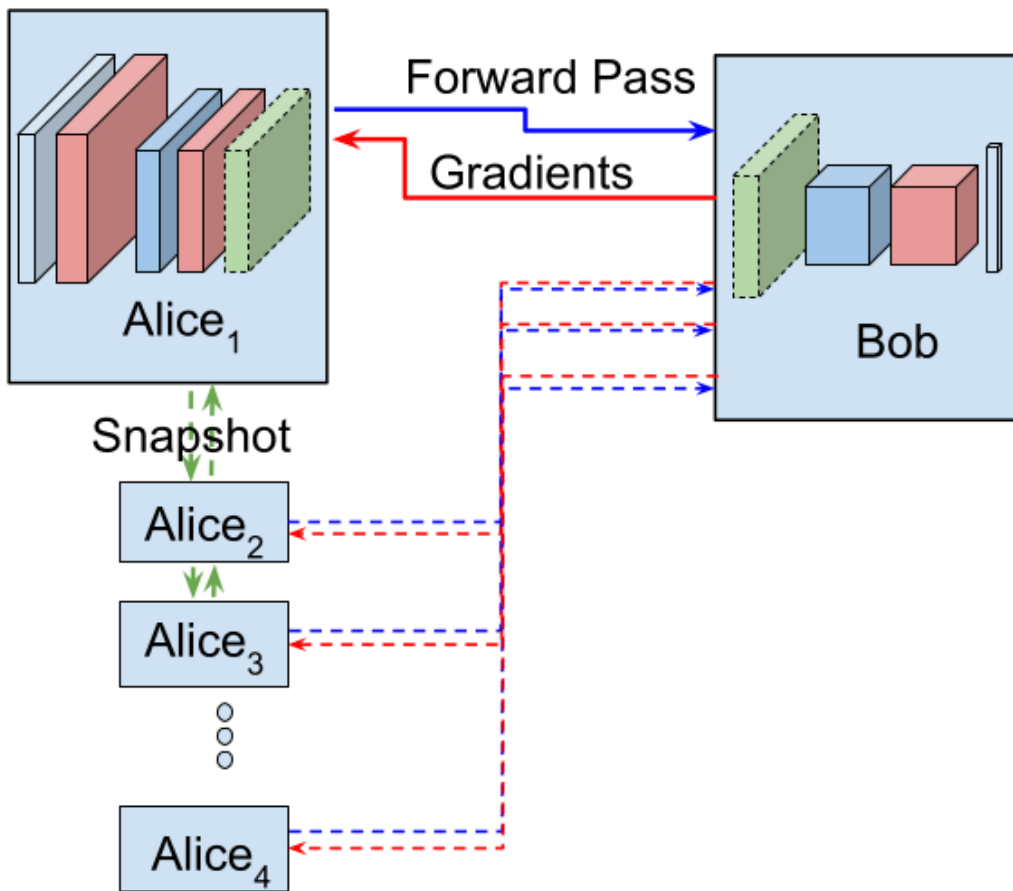 Forward Pass
Gradients
Alice₁
Bob
Snapshot
Alice₂
Alice₃
Alice₄